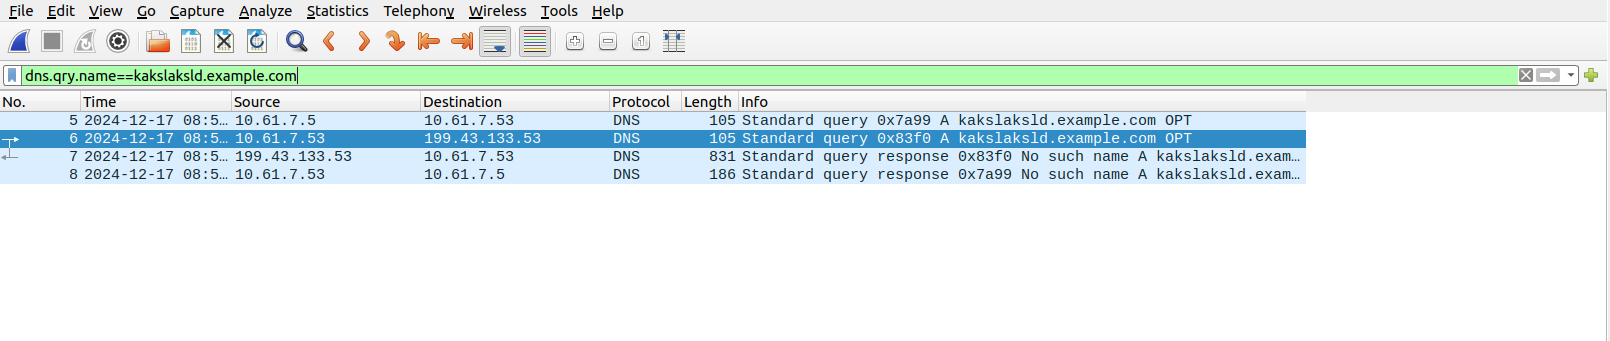 File Edit View Go Capture Analyze Statistics Telephony Wireless Tools Help
dns.qry.name==kakslaksld.example.com
No. Time Source Destination Protocol Length Info
5 2024-12-17 08:5… 10.61.7.5 10.61.7.53 DNS 105 Standard query 0x7a99 A kakslaksld.example.com OPT
6 2024-12-17 08:5… 10.61.7.53 199.43.133.53 DNS 105 Standard query 0x83f0 A kakslaksld.example.com OPT
7 2024-12-17 08:5… 199.43.133.53 10.61.7.53 DNS 831 Standard query response 0x83f0 No such name A kakslaksld.exam…
8 2024-12-17 08:5… 10.61.7.53 10.61.7.5 DNS 186 Standard query response 0x7a99 No such name A kakslaksld.exam…